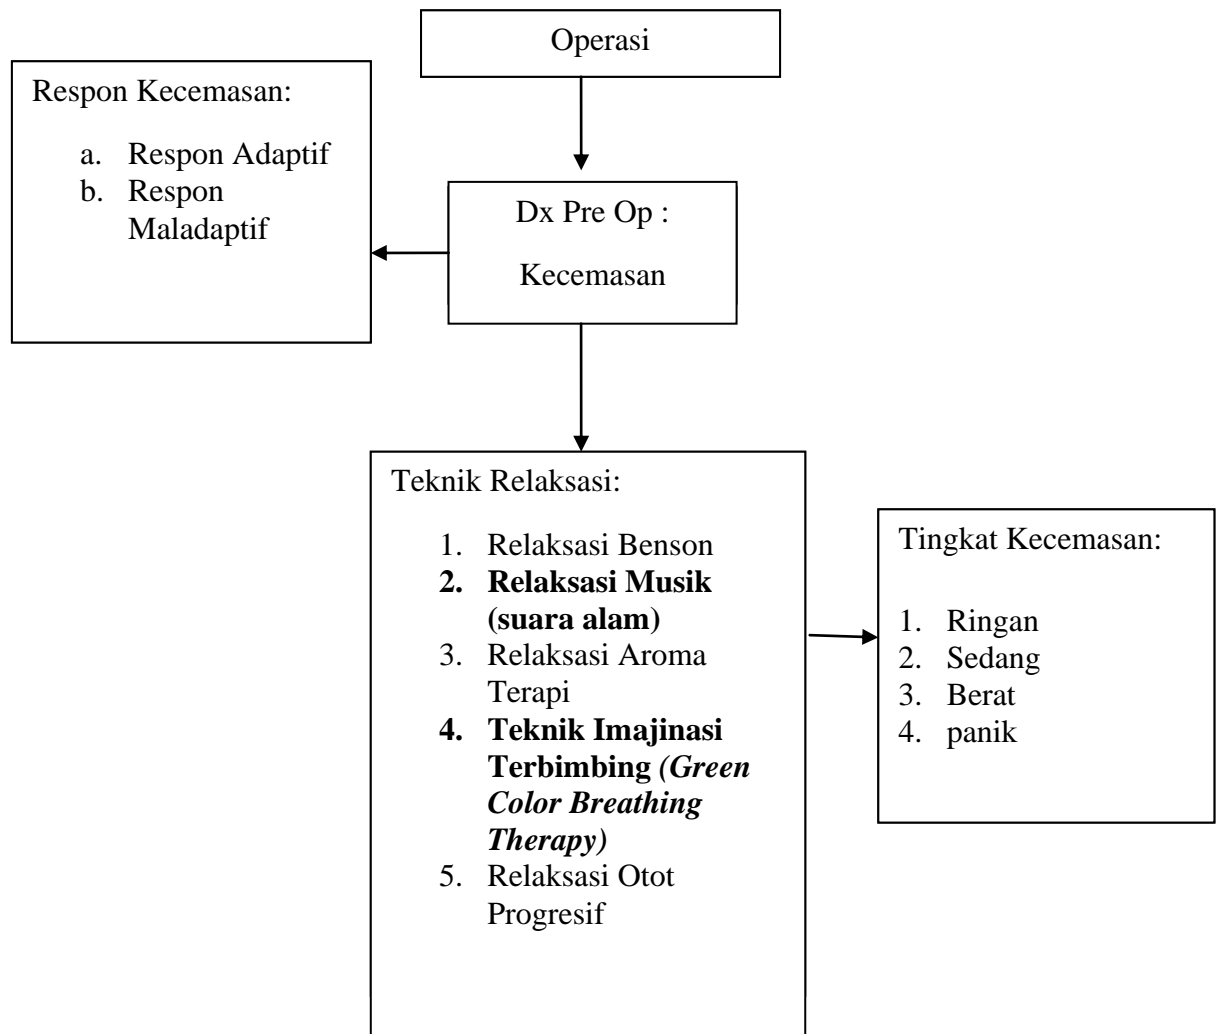 Operasi
Respon Kecemasan:
a. Respon Adaptif
b. Respon
Maladaptif
Dx Pre Op :
Kecemasan
Teknik Relaksasi:
1. Relaksasi Benson
2. Relaksasi Musik
(suara alam)
3. Relaksasi Aroma
Terapi
4. Teknik Imajinasi
Terbimbing (Green
Color Breathing
Therapy)
5. Relaksasi Otot
Progresif
Tingkat Kecemasan:
1. Ringan
2. Sedang
3. Berat
4. panik